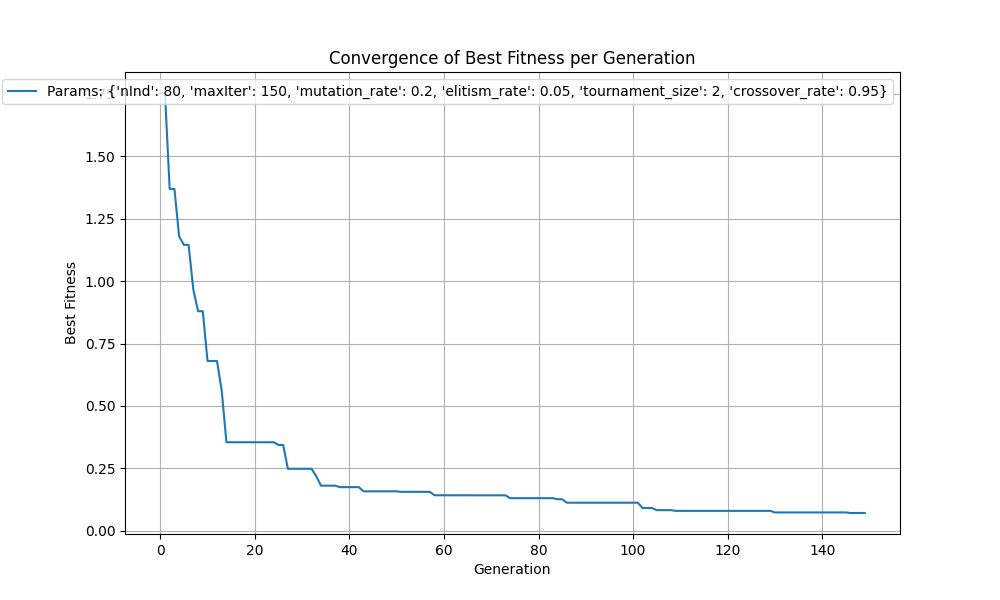 Convergence of Best Fitness per Generation
Params: {'nInd': 80, 'maxIter': 150, 'mutation_rate': 0.2, 'elitism_rate': 0.05, 'tournament_size': 2, 'crossover_rate': 0.95}
1.75
1.50
1.25
1.00
0.75
0.50
0.25
0.00
Best Fitness
0 20 40 60 80 100 120 140
Generation